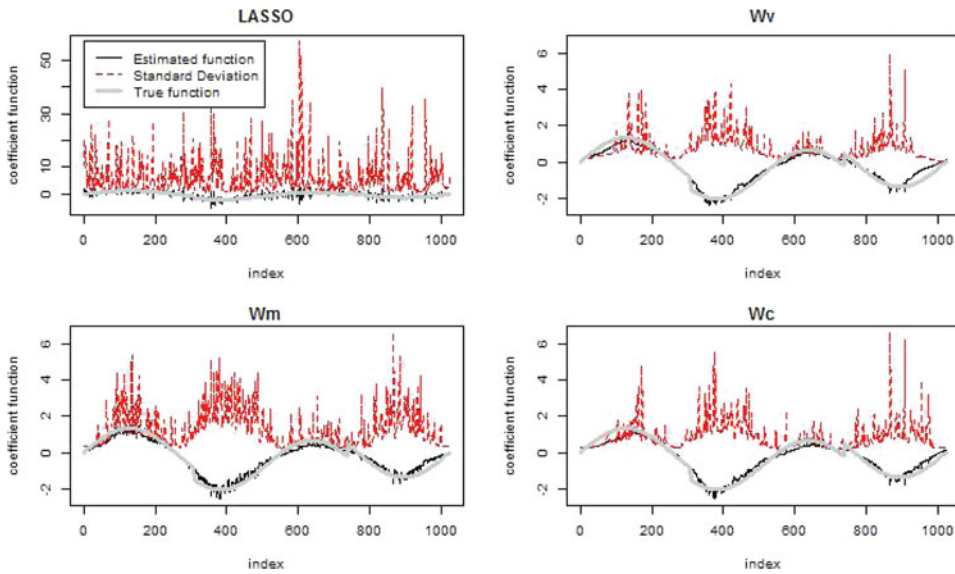 LASSO
Estimated function
Standard Deviation
True function
coefficient function
0 10 30 50
0 200 400 600 800 1000
index
Wv
coefficient function
-2 0 2 4 6
0 200 400 600 800 1000
index
Wm
coefficient function
-2 0 2 4 6
0 200 400 600 800 1000
index
Wc
coefficient function
-2 0 2 4 6
0 200 400 600 800 1000
index